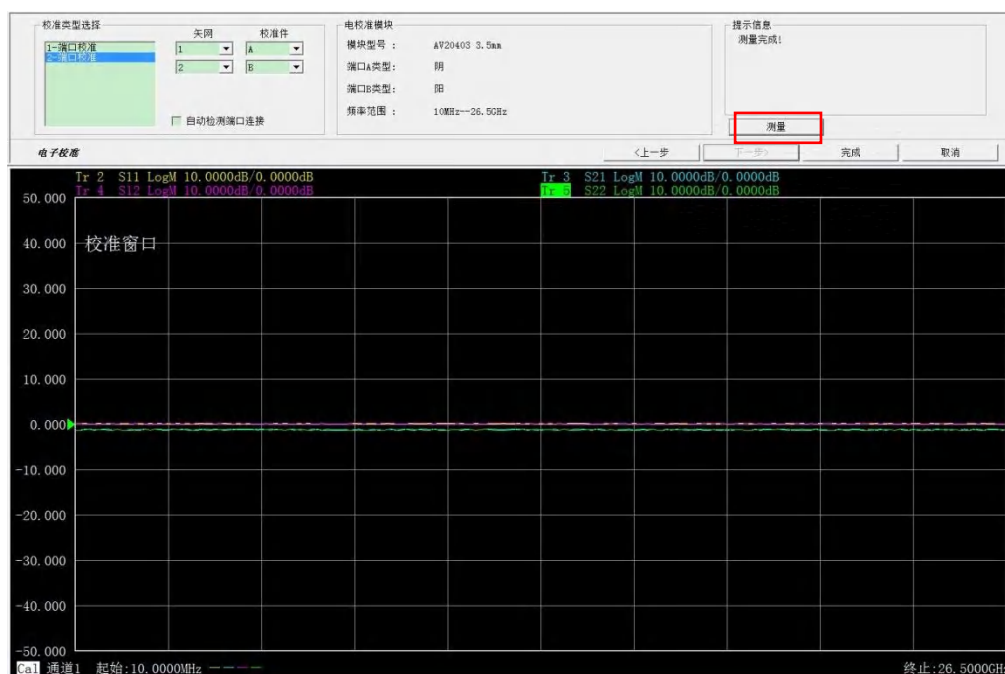 校准类型选择
1-端口校准
2-端口校准
矢网
校准件
1
A
2
B
自动检测端口连接
电校准模块
模块型号 :
AV20403 3.5mm
端口A类型:
阴
端口B类型:
阳
频率范围 :
10MHz--26.5GHz
提示信息
测量完成!
测量
电子校准
<上一步
下一步>
完成
取消
Tr 2 S11 LogM 10.0000dB/0.0000dB
Tr 3 S21 LogM 10.0000dB/0.0000dB
Tr 4 S12 LogM 10.0000dB/0.0000dB
Tr 5 S22 LogM 10.0000dB/0.0000dB
50.000
40.000
校准窗口
30.000
20.000
10.000
0.000
-10.000
-20.000
-30.000
-40.000
-50.000
Cal 通道1 起始:10.0000MHz
终止:26.5000GHz